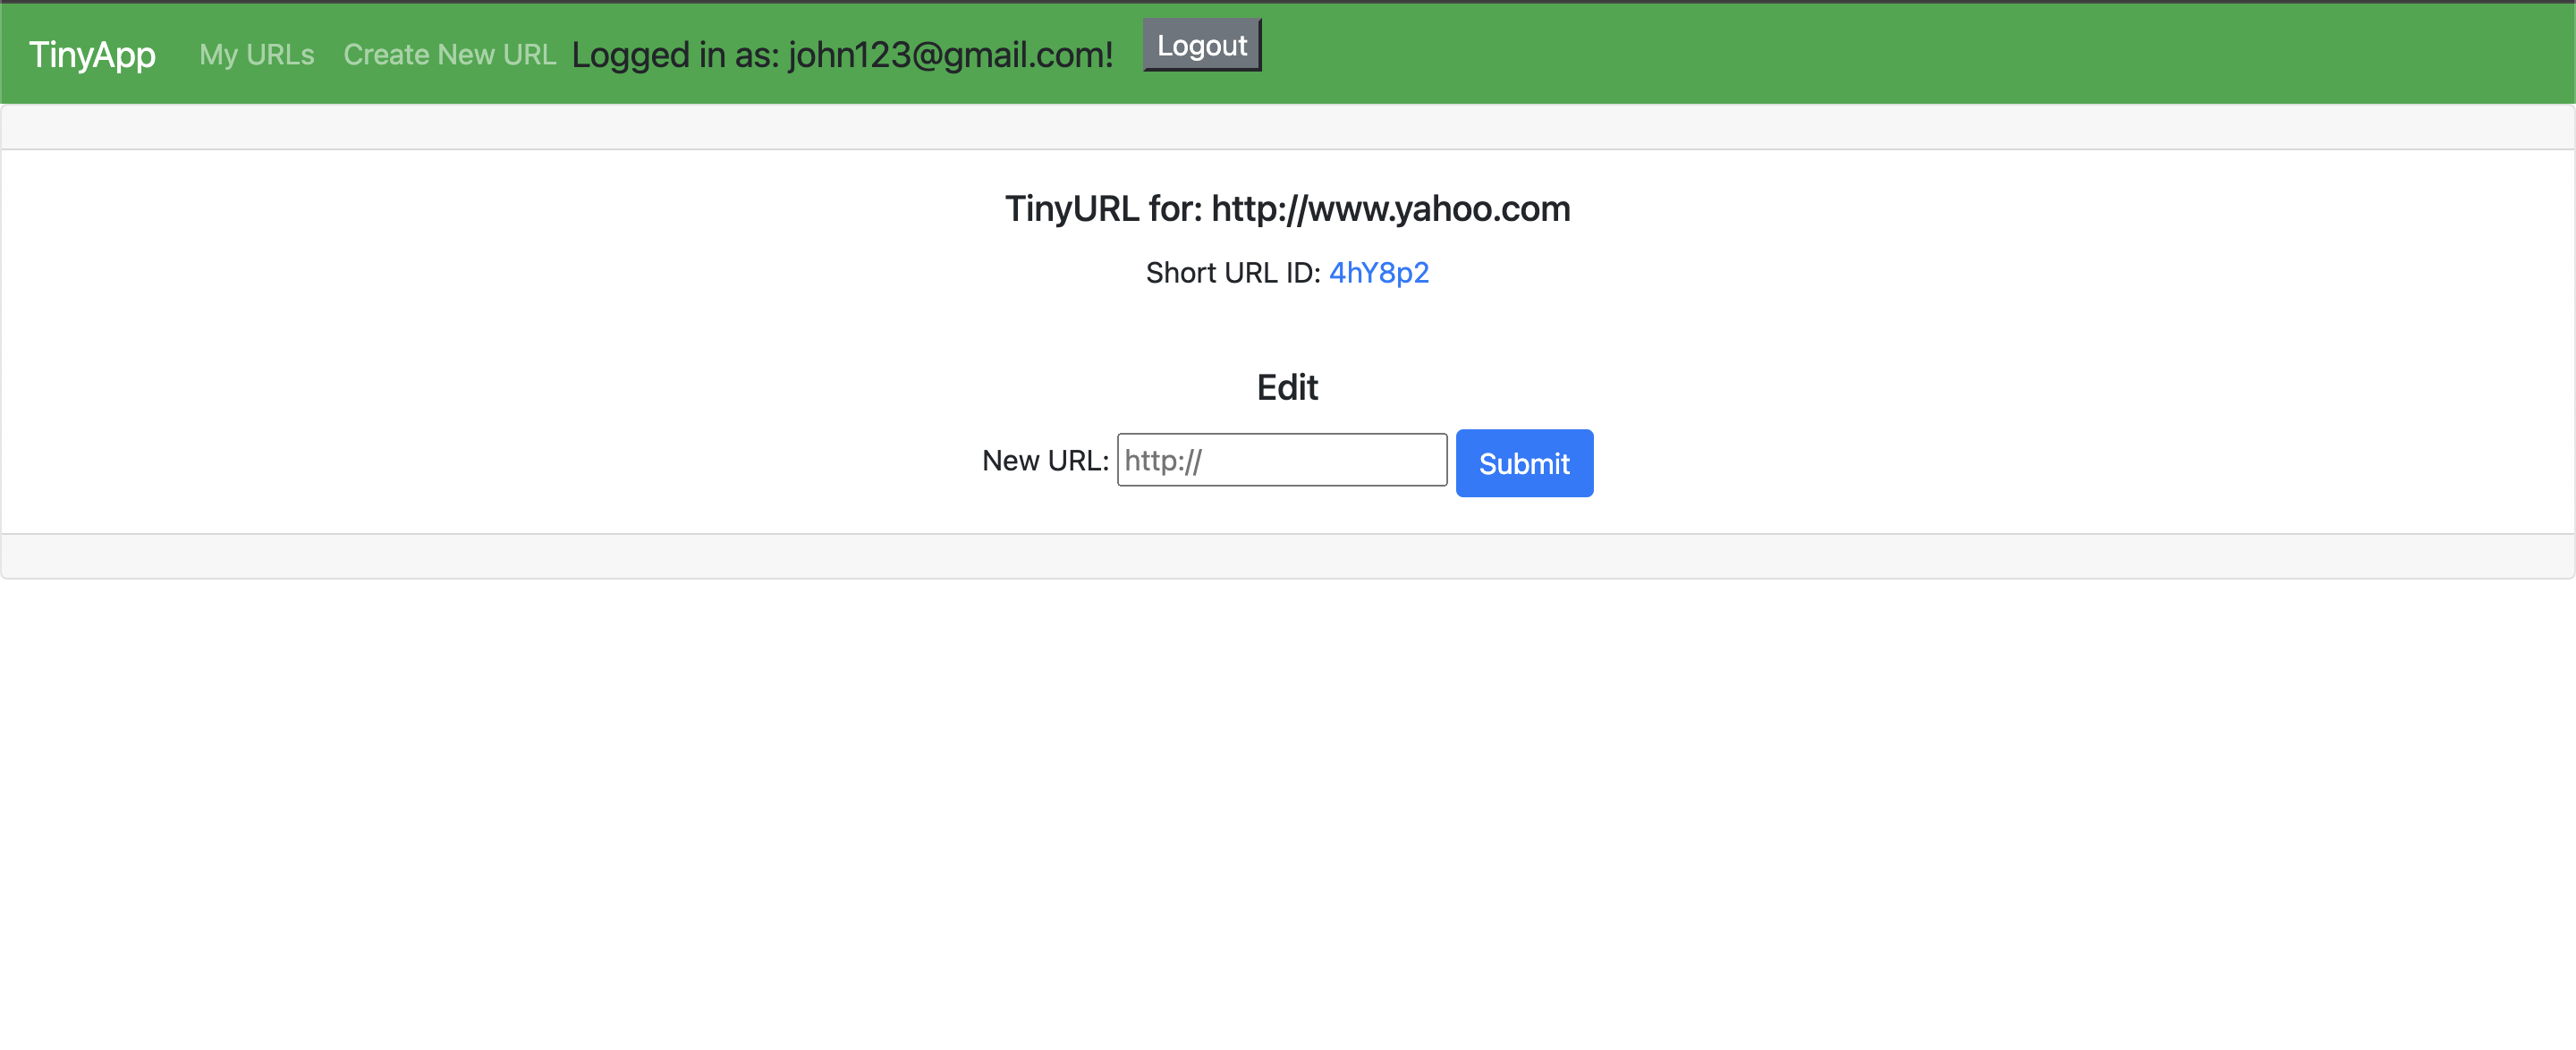 TinyApp My URLs Create New URL Logged in as: john123@gmail.com! Logout
TinyURL for: http://www.yahoo.com
Short URL ID: 4hY8p2
Edit
New URL: http:// Submit